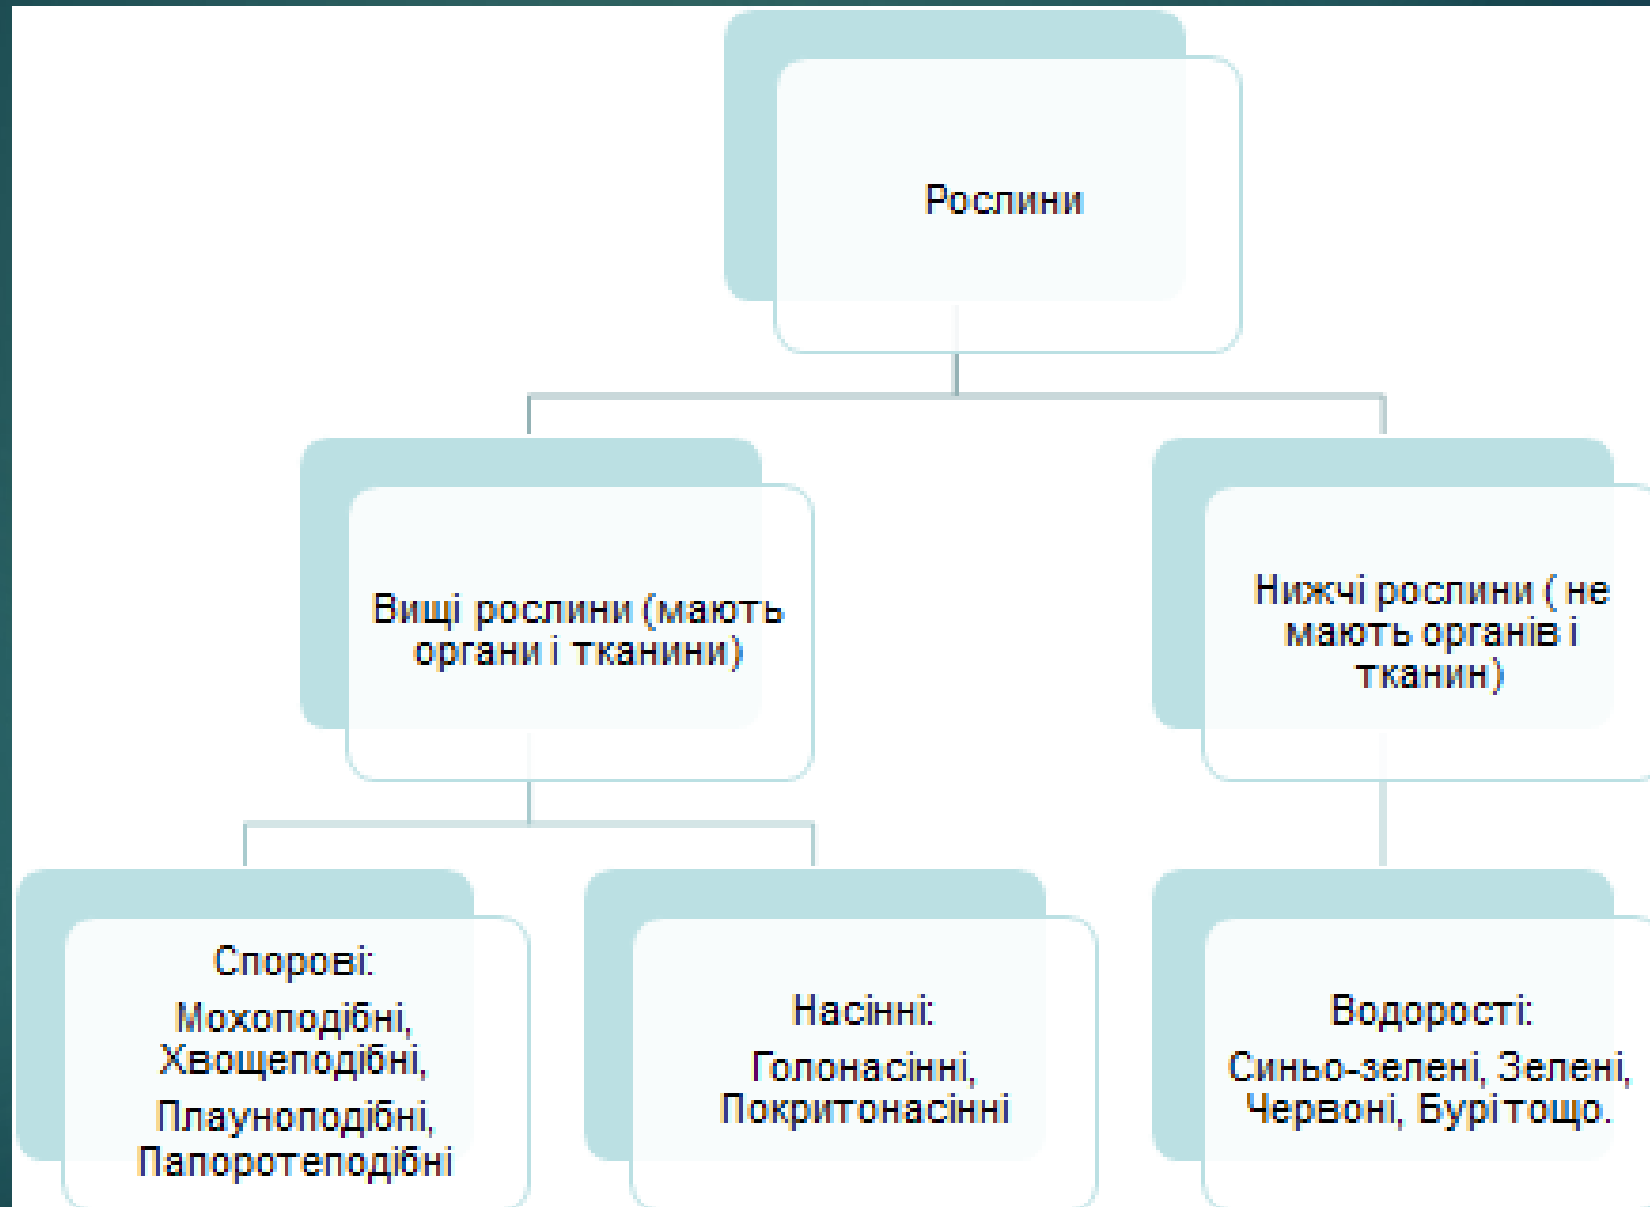 Рослини
Вищі рослини (мають
органи і тканини)
Нижчі рослини ( не
мають органів і
тканин)
Спорові:
Мохоподібні,
Хвощеподібні,
Плауноподібні,
Папоротеподібні
Насінні:
Голонасінні,
Покритонасінні
Водорості:
Синьо-зелені, Зелені,
Червоні, Бурі тощо.